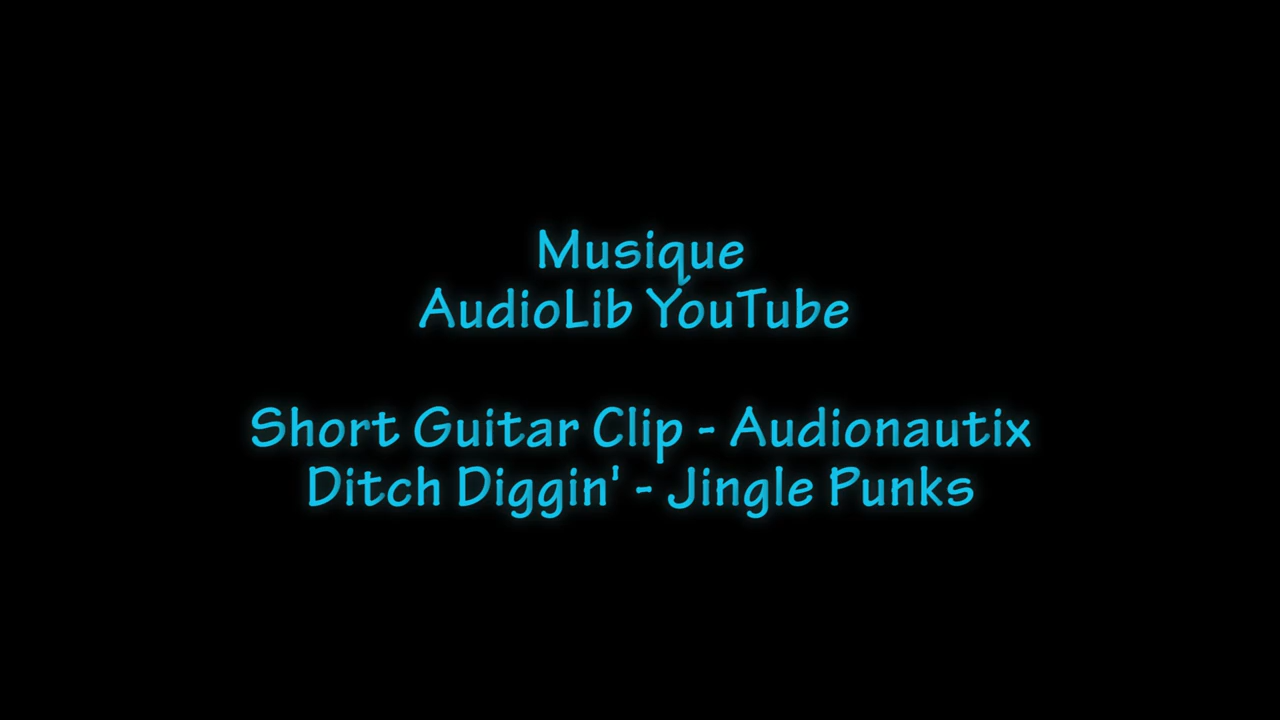 Musique
AudioLib YouTube
Short Guitar Clip - Audionautix
Ditch Diggin' - Jingle Punks